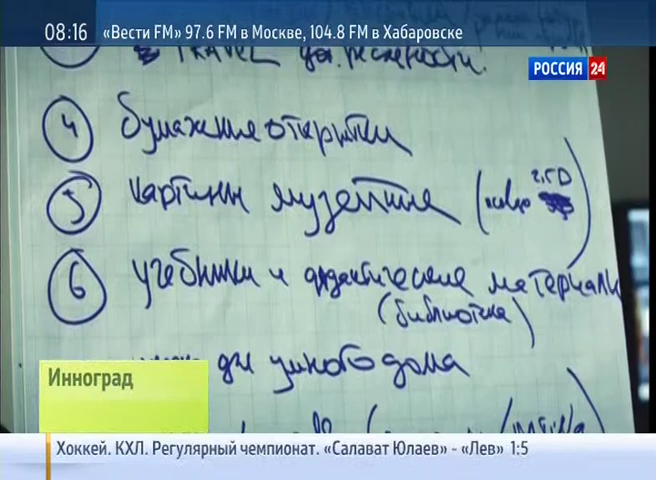 08:16 «Вести FM» 97.6 FM в Москве, 104.8 FM в Хабаровске
TRAVEL
РОССИЯ 24
4 бумажные открытки
5 картины музейные
6 учебники и дидактические материалы
(библиотека)
для умного дома
Инноград
Хоккей. КХЛ. Регулярный чемпионат. «Салават Юлаев» - «Лев» 1:5